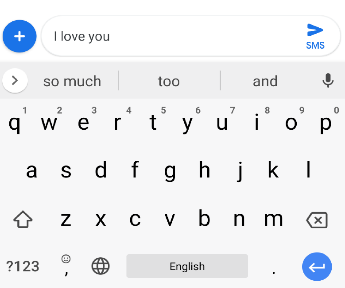 I love you
SMS
so much too and
1 2 3 4 5 6 7 8 9 0
q w e r t y u i o p
a s d f g h j k l
z x c v b n m
?123 , English .